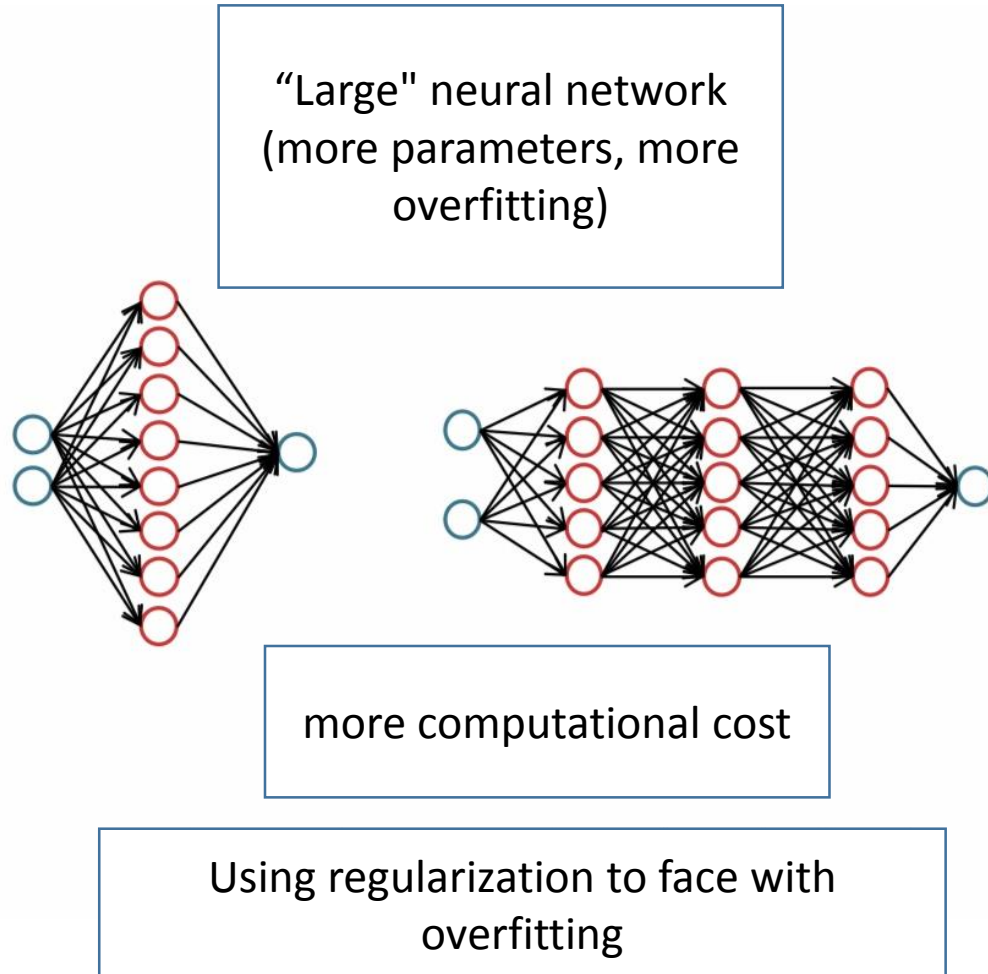 “Large" neural network
(more parameters, more
overfitting)
more computational cost
Using regularization to face with
overfitting